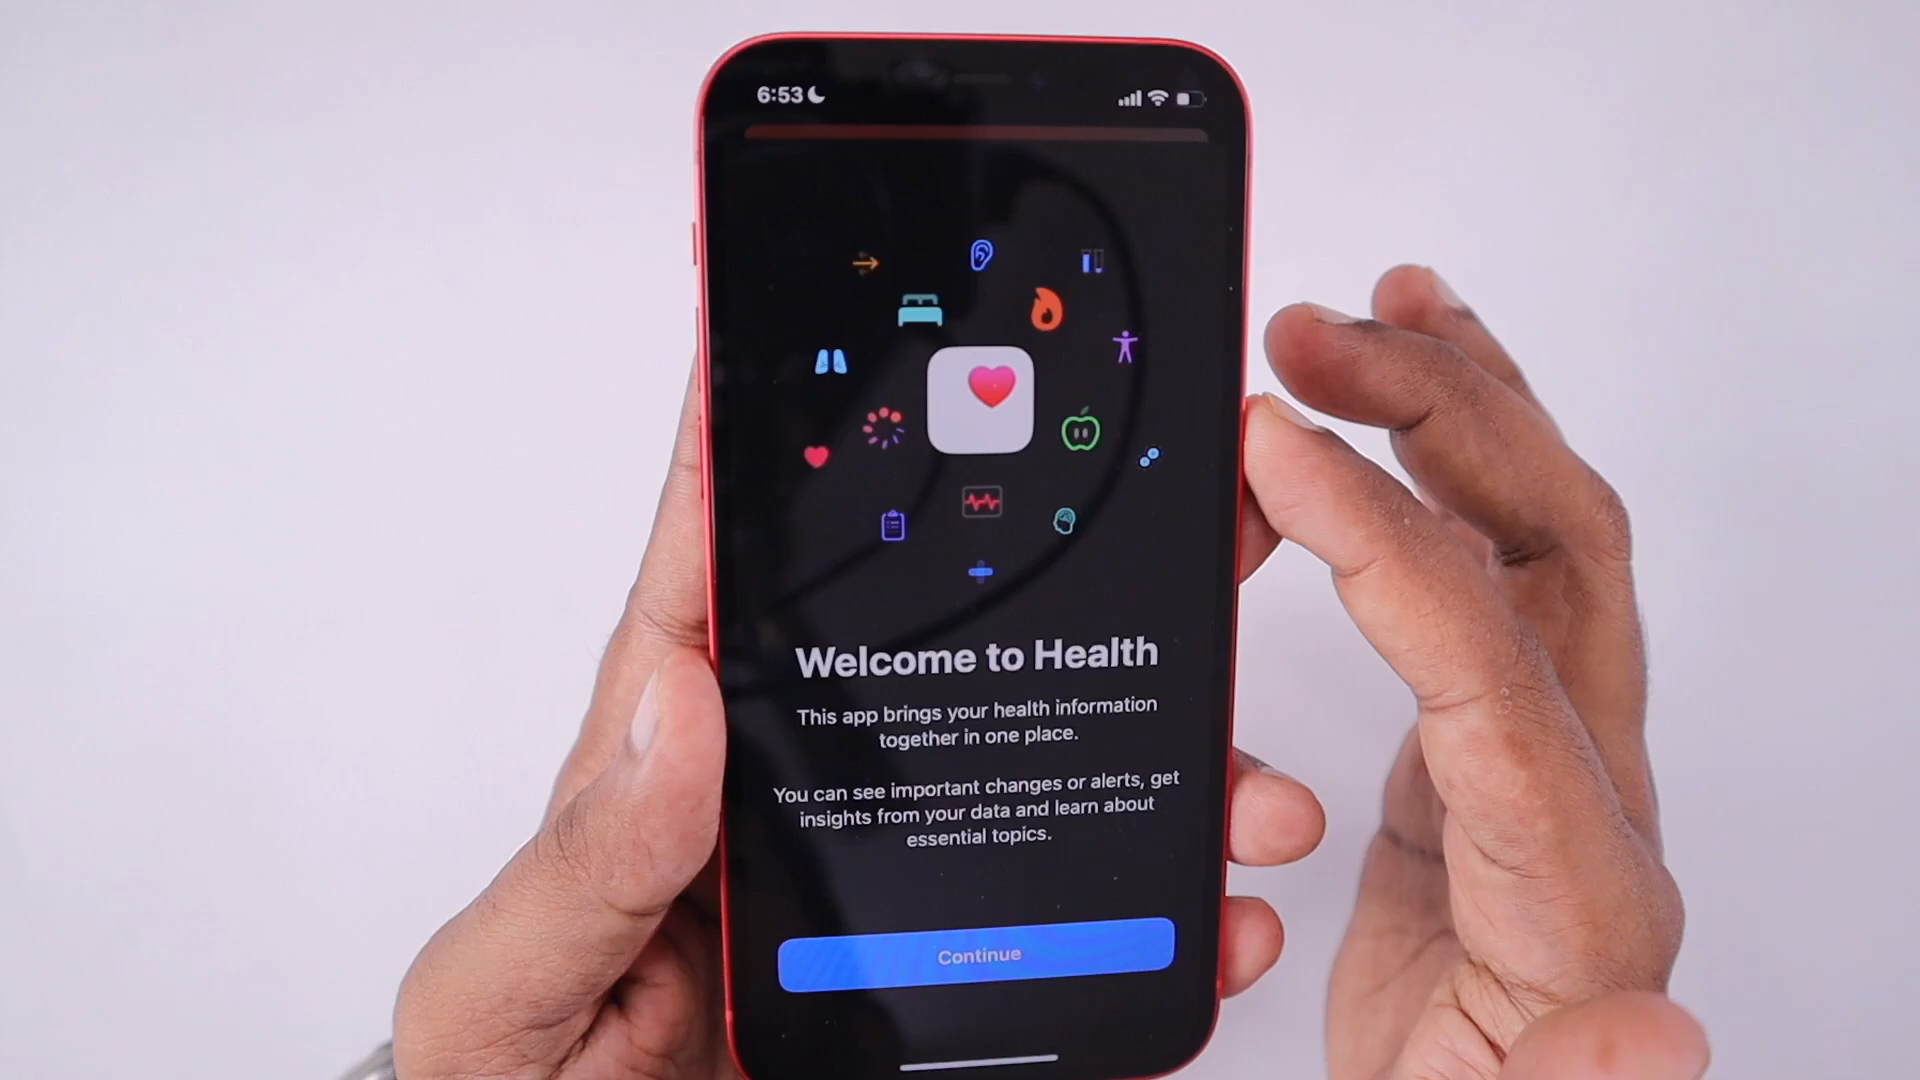 6:53
Welcome to Health
This app brings your health information
together in one place.
You can see important changes or alerts, get
insights from your data and learn about
essential topics.
Continue